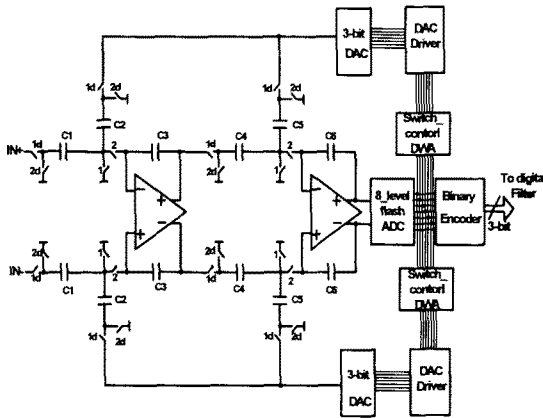 3-bit
DAC
DAC
Driver
1d
2d
Switch_
contorl
DWA
C2
C5
IN+
1d
C1
2
C3
1d
C4
2
C6
2d
1
2d
1
To digital
Filter
8_level
flash
ADC
Binary
Encoder
3-bit
2d
1
2d
1
IN-
1d
C1
2
C3
1d
C4
2
C6
Switch_
contorl
DWA
C2
C5
1d
2d
1d
2d
3-bit
DAC
DAC
Driver
1d
2d